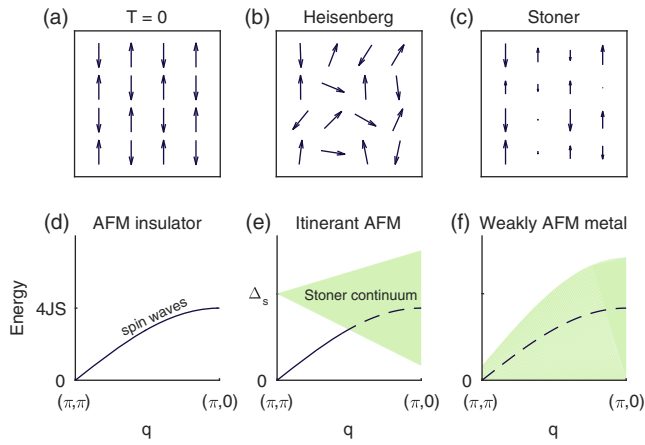 (a) T = 0 (b) Heisenberg (c) Stoner
(d) AFM insulator (e) Itinerant AFM (f) Weakly AFM metal
Energy
4JS
0
spin waves
(π,π) (π,0)
q
Δs
Stoner continuum
0
(π,π) (π,0)
q
0
(π,π) (π,0)
q